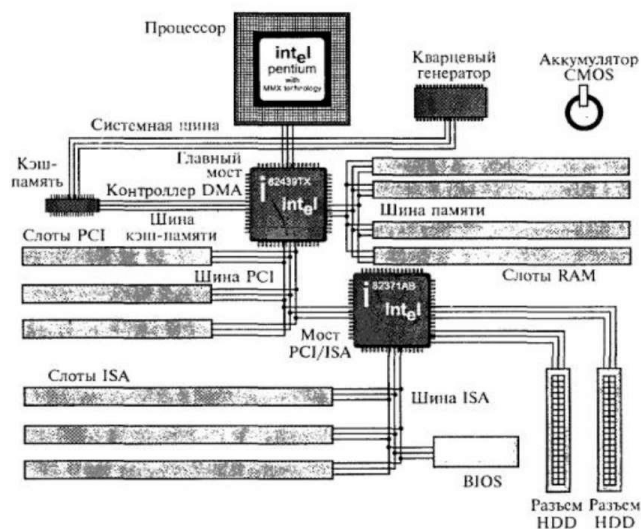 Процессор
intel
pentium
with
MMX technology
Кварцевый
генератор
Аккумулятор
CMOS
Системная шина
Кэш-
память
Главный
мост
Контроллер DMA
i 82439TX
intel
Шина
кэш-памяти
Шина памяти
Слоты PCI
Шина PCI
Слоты RAM
i 82371AB
intel
Мост
PCI/ISA
Слоты ISA
Шина ISA
BIOS
Разъем
HDD
Разъем
HDD